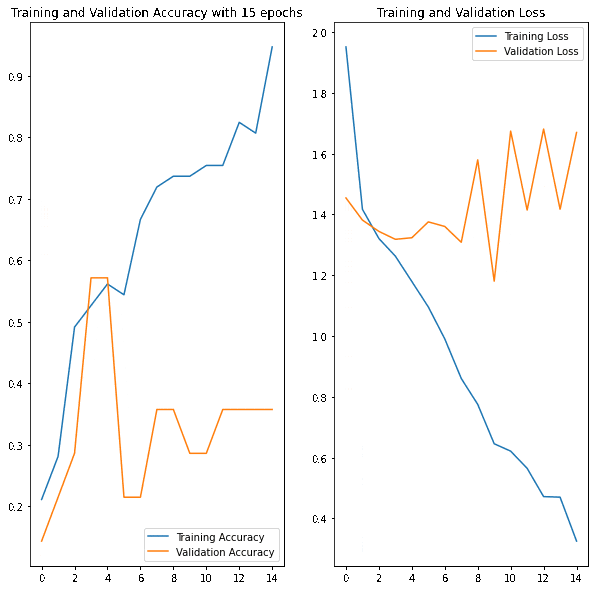 Training and Validation Accuracy with 15 epochs
0.9
0.8
0.7
0.6
0.5
0.4
0.3
0.2
0 2 4 6 8 10 12 14
Training Accuracy
Validation Accuracy
Training and Validation Loss
2.0
1.8
1.6
1.4
1.2
1.0
0.8
0.6
0.4
0 2 4 6 8 10 12 14
Training Loss
Validation Loss